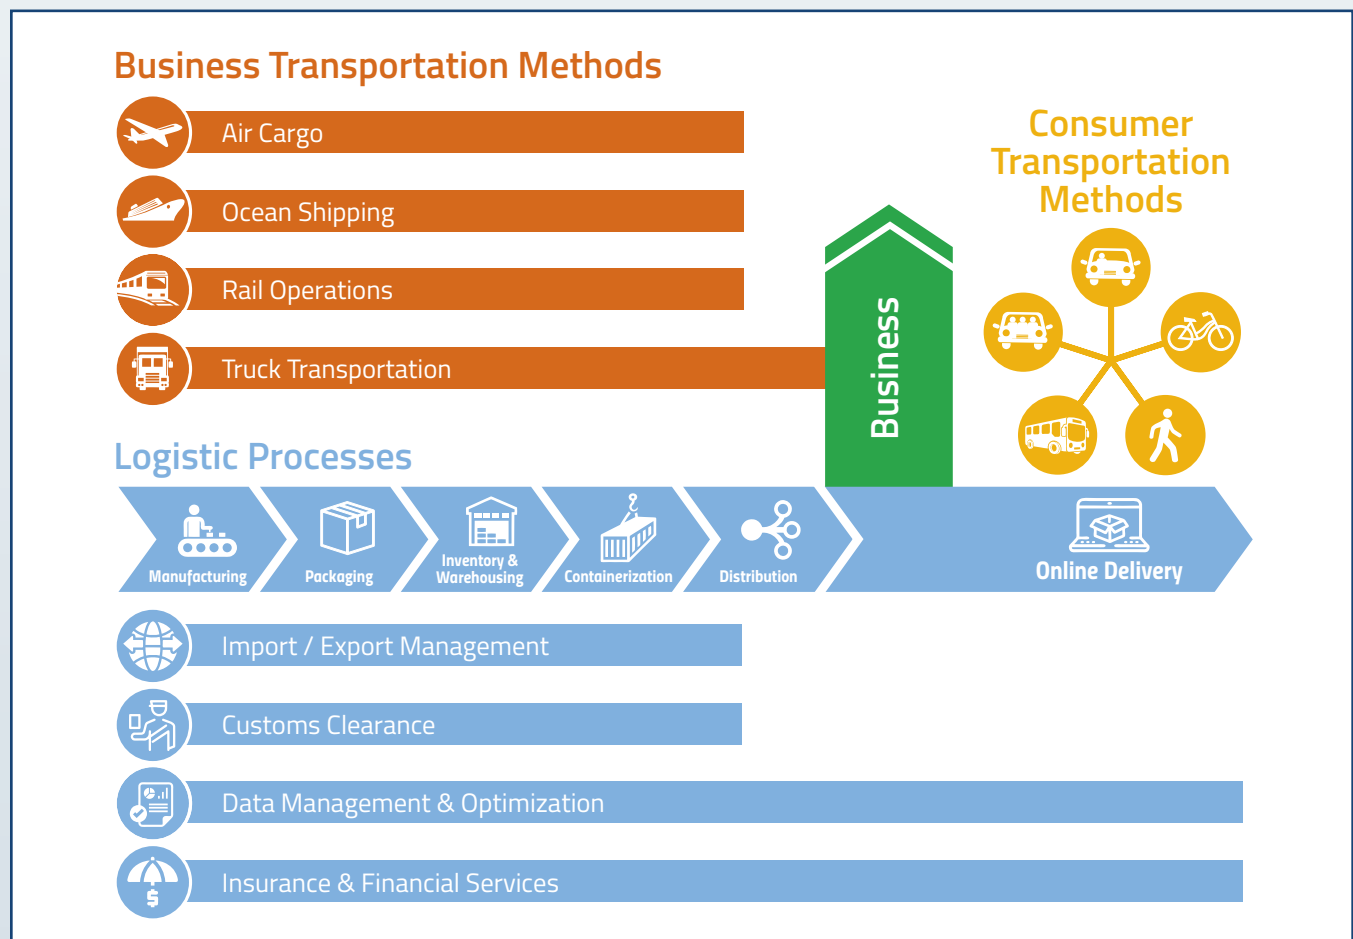 Business Transportation Methods
Air Cargo
Ocean Shipping
Rail Operations
Truck Transportation
Business
Consumer
Transportation
Methods
Logistic Processes
Manufacturing
Packaging
Inventory &
Warehousing
Containerization
Distribution
Online Delivery
Import / Export Management
Customs Clearance
Data Management & Optimization
Insurance & Financial Services
$